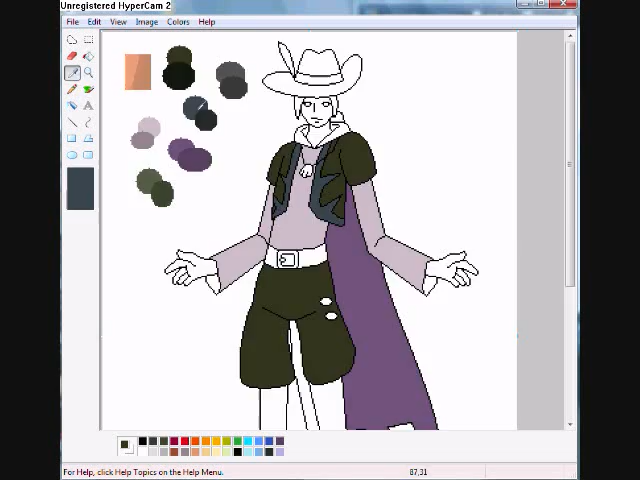 Unregistered HyperCam 2
File Edit View Image Colors Help
For Help, click Help Topics on the Help Menu.
87,31